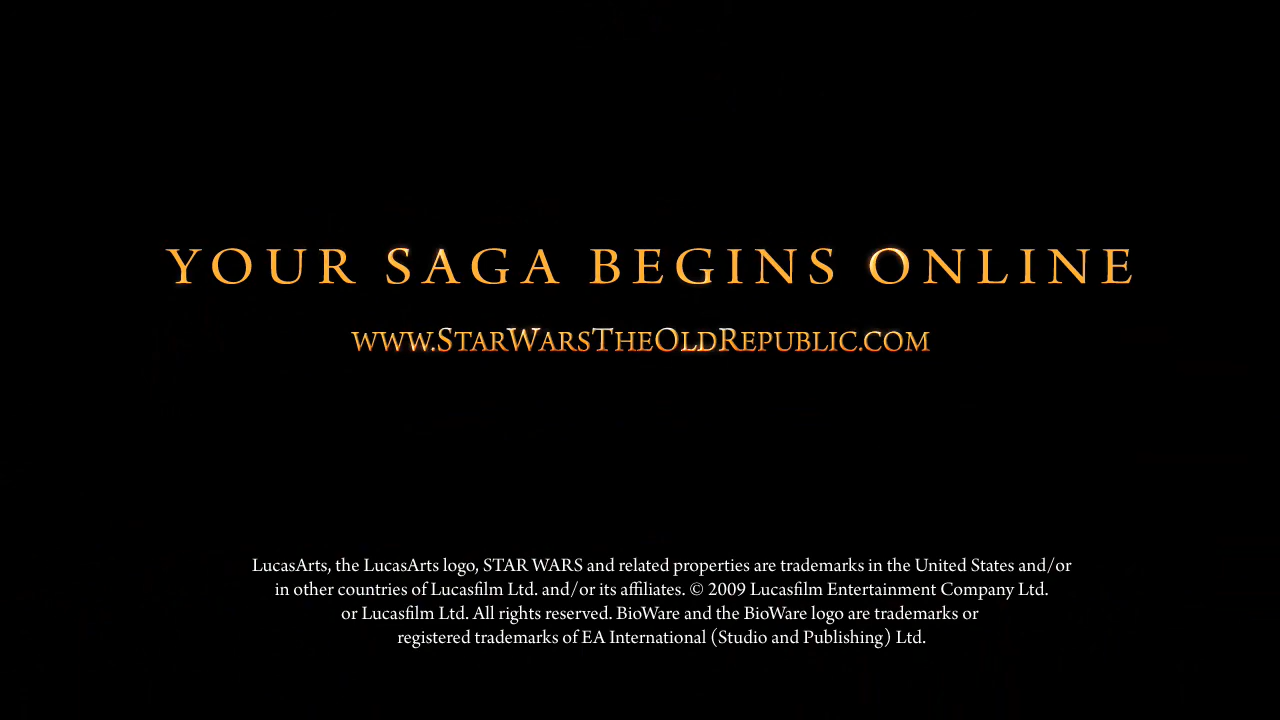 YOUR SAGA BEGINS ONLINE
WWW.STARWARSTHEOLDREPUBLIC.COM
LucasArts, the LucasArts logo, STAR WARS and related properties are trademarks in the United States and/or
in other countries of Lucasfilm Ltd. and/or its affiliates. © 2009 Lucasfilm Entertainment Company Ltd.
or Lucasfilm Ltd. All rights reserved. BioWare and the BioWare logo are trademarks or
registered trademarks of EA International (Studio and Publishing) Ltd.